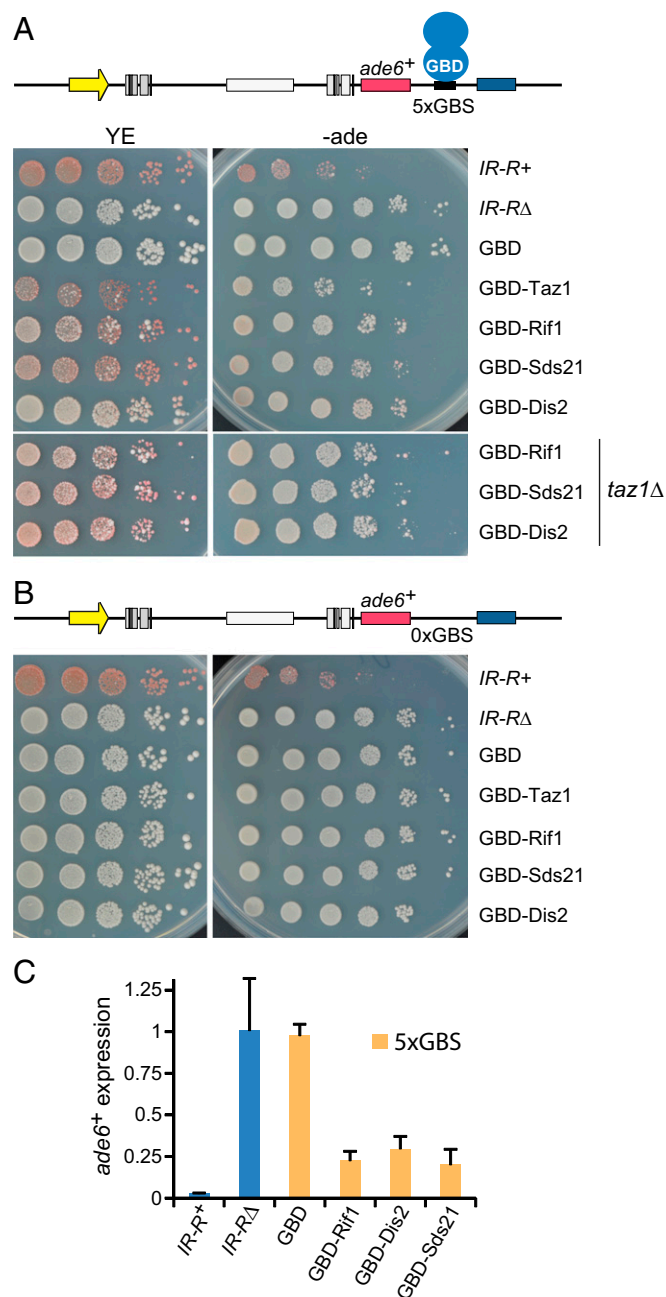 A
ade6+
GBD
5xGBS
YE
-ade
IR-R+
IR-RΔ
GBD
GBD-Taz1
GBD-Rif1
GBD-Sds21
GBD-Dis2
GBD-Rif1
GBD-Sds21
GBD-Dis2
taz1Δ
B
ade6+
0xGBS
IR-R+
IR-RΔ
GBD
GBD-Taz1
GBD-Rif1
GBD-Sds21
GBD-Dis2
C
ade6+ expression
1.25
1
0.75
0.5
0.25
0
5xGBS
IR-R+
IR-RΔ
GBD
GBD-Rif1
GBD-Dis2
GBD-Sds21